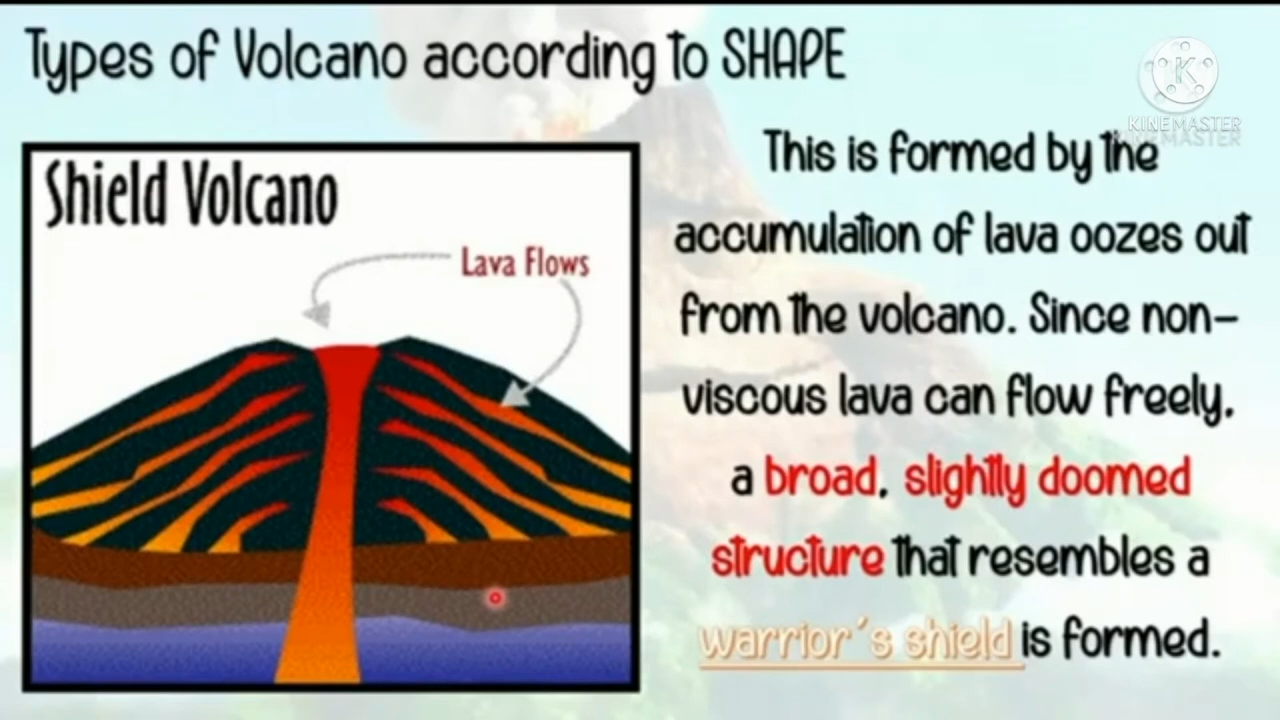 Types of Volcano according to SHAPE
K
KINEMASTER
Shield Volcano
Lava Flows
This is formed by the
accumulation of lava oozes out
from the volcano. Since non-
viscous lava can flow freely,
a broad, slightly doomed
structure that resembles a
warrior's shield is formed.